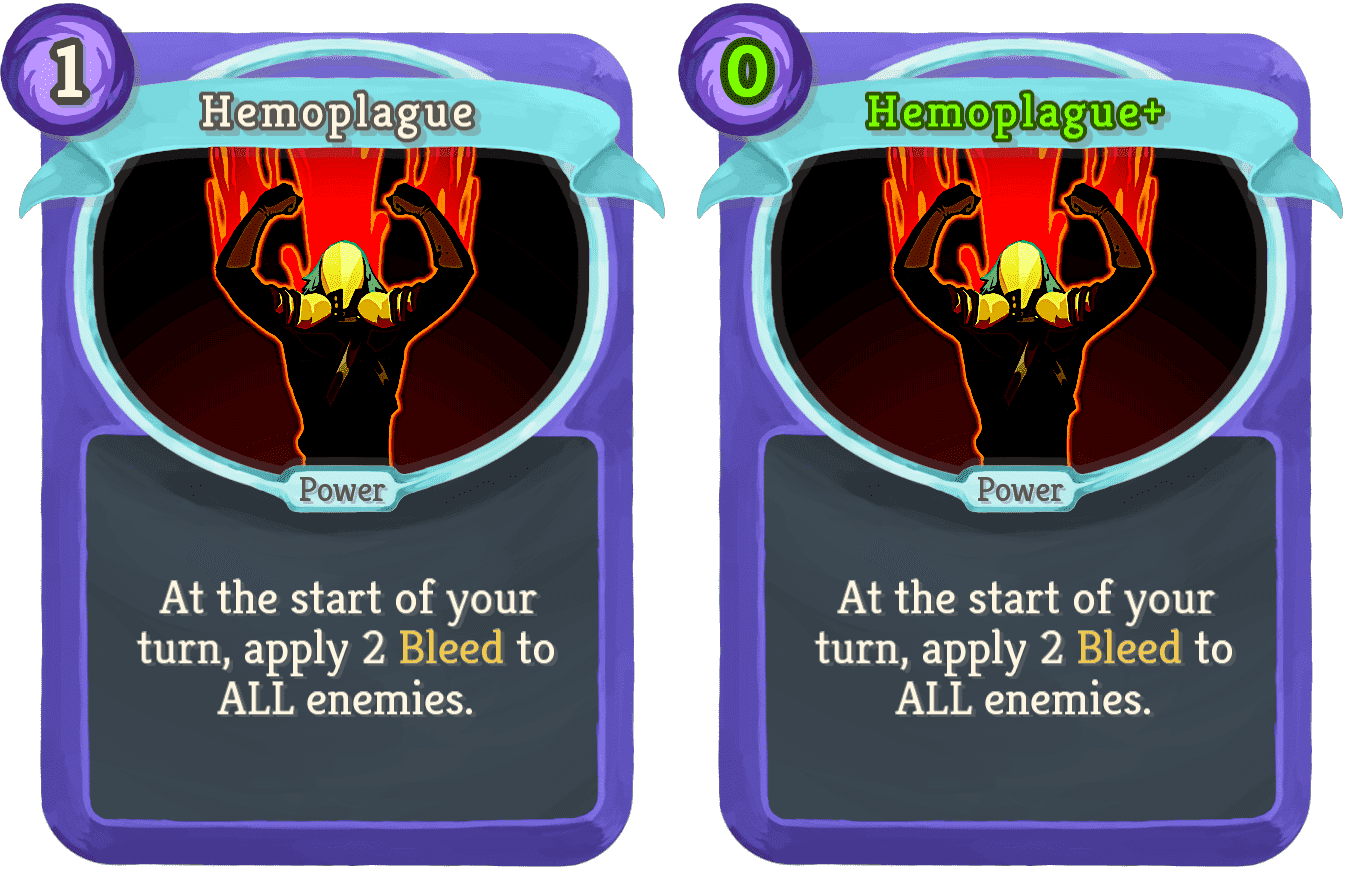 1
Hemoplague
Power
At the start of your
turn, apply 2 Bleed to
ALL enemies.
0
Hemoplague+
Power
At the start of your
turn, apply 2 Bleed to
ALL enemies.